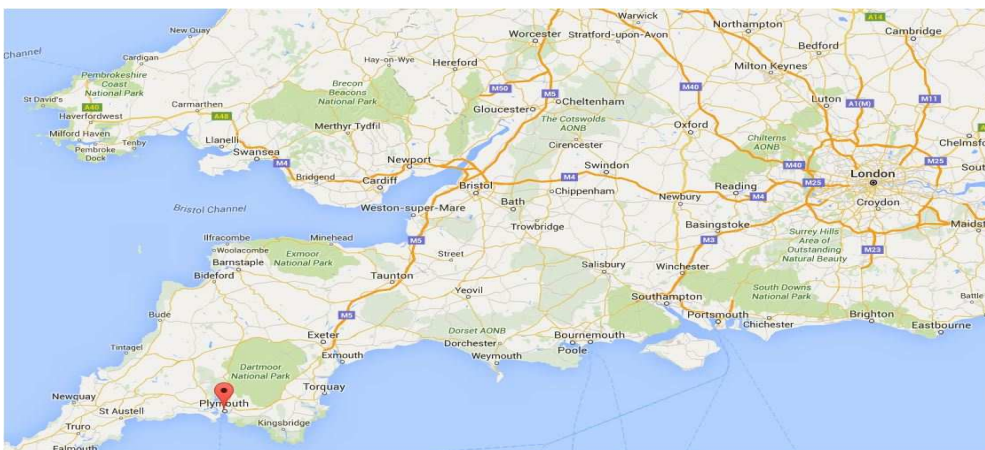 Warwick
A14
New Quay
Worcester
Stratford-upon-Avon
Northampton
Cambridge
Channel
Cardigan
Hay-on-Wye
Hereford
Bedford
Milton Keynes
Pembrokeshire
Coast
National Park
Brecon
Beacons
National Park
M50
M5
M40
St David's
A40
Haverfordwest
Carmarthen
A48
Gloucester
Cheltenham
Luton
A1(M)
M11
Milford Haven
Pembroke
Dock
Tenby
Llanelli
Swansea
Merthyr Tydfil
The Cotswolds
AONB
Cirencester
Oxford
Chilterns
AONB
Chelmsf
M4
Bridgend
Newport
Cardiff
Bristol
M4
Swindon
Chippenham
Newbury
Reading
M4
M40
M25
London
M25
Sout
Croydon
Bristol Channel
Weston-super-Mare
Bath
Trowbridge
Basingstoke
M3
Surrey Hills
Area of
Outstanding
Natural Beauty
M23
Maidst
Ilfracombe
Woolacombe
Barnstaple
Bideford
Minehead
Exmoor
National Park
M5
Street
Taunton
Salisbury
Winchester
Yeovil
Southampton
South Downs
National Park
Battle
Bude
M5
Exeter
Exmouth
Dorset AONB
Dorchester
Weymouth
Bournemouth
Poole
Portsmouth
Chichester
Brighton
Eastbourne
Tintagel
Dartmoor
National Park
Torquay
Newquay
St Austell
Truro
Falmouth
Plymouth
Kingsbridge